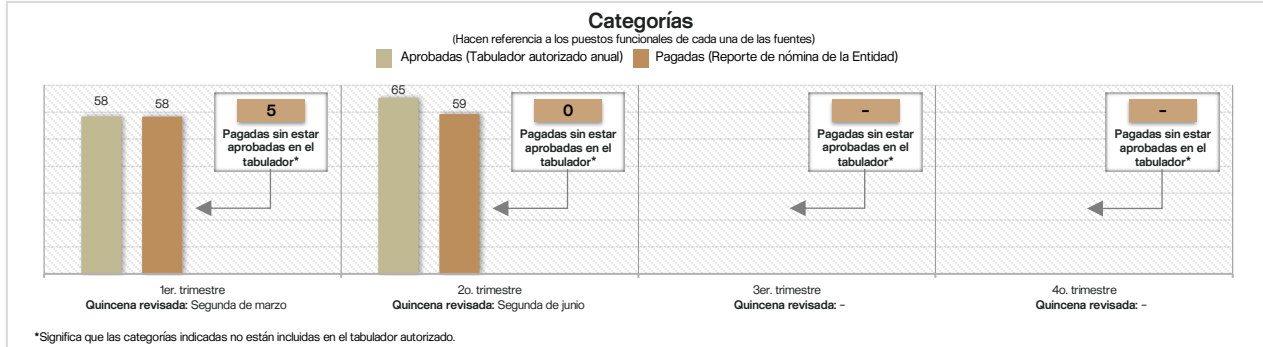 Categorías
(Hacen referencia a los puestos funcionales de cada una de las fuentes)
Aprobadas (Tabulador autorizado anual) Pagadas (Reporte de nómina de la Entidad)
58 58
5
Pagadas sin estar
aprobadas en el
tabulador*
65 59
0
Pagadas sin estar
aprobadas en el
tabulador*
-
Pagadas sin estar
aprobadas en el
tabulador*
-
Pagadas sin estar
aprobadas en el
tabulador*
1er. trimestre
Quincena revisada: Segunda de marzo
2o. trimestre
Quincena revisada: Segunda de junio
3er. trimestre
Quincena revisada: -
4o. trimestre
Quincena revisada: -
*Significa que las categorías indicadas no están incluidas en el tabulador autorizado.